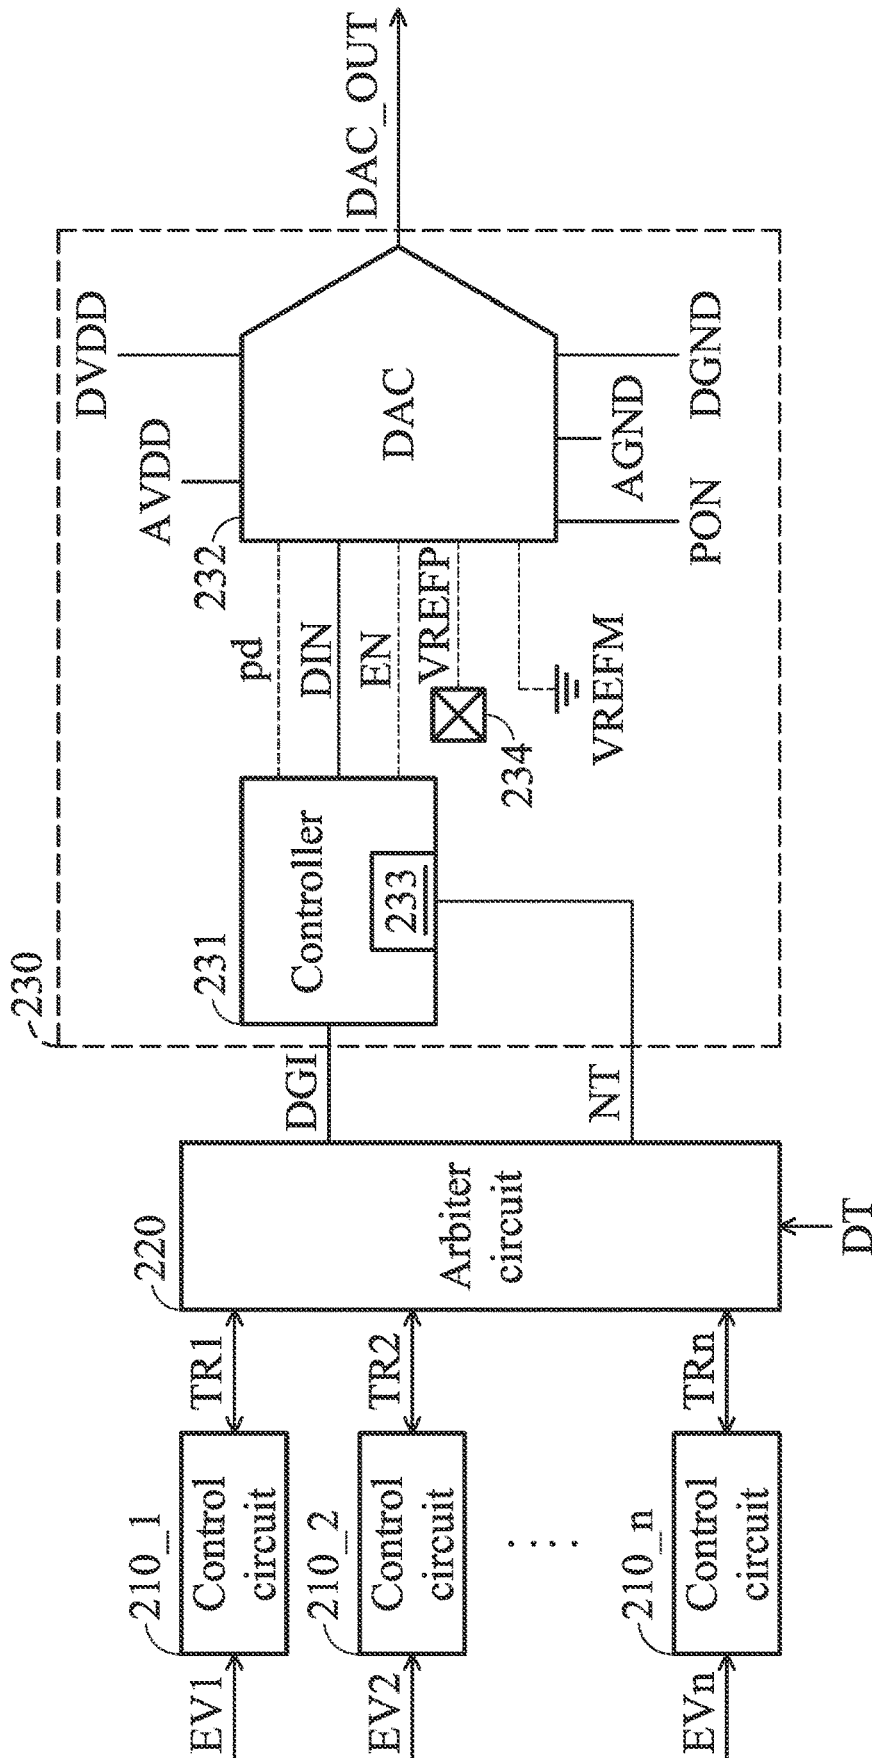 230
DVDD
AVDD
232
pd
DIN
EN
VREFP
234
VREFM
DAC
DAC_OUT
PON
AGND
DGND
231
Controller
233
DGI
NT
220
Arbiter
circuit
DT
TR1
TR2
TRn
210_1
Control
circuit
EV1
210_2
Control
circuit
EV2
....
210_n
Control
circuit
EVn